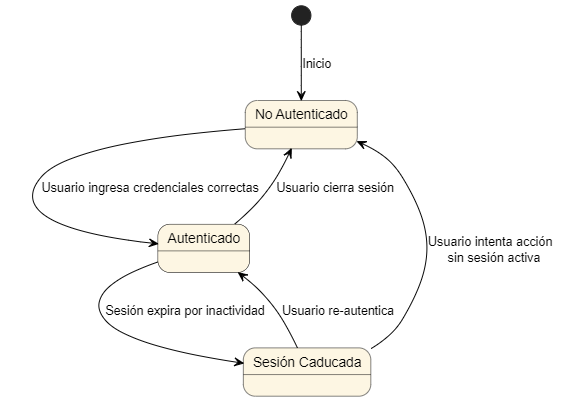 Inicio
No Autenticado
Usuario ingresa credenciales correctas
Usuario cierra sesión
Autenticado
Usuario intenta acción
sin sesión activa
Sesión expira por inactividad
Usuario re-autentica
Sesión Caducada